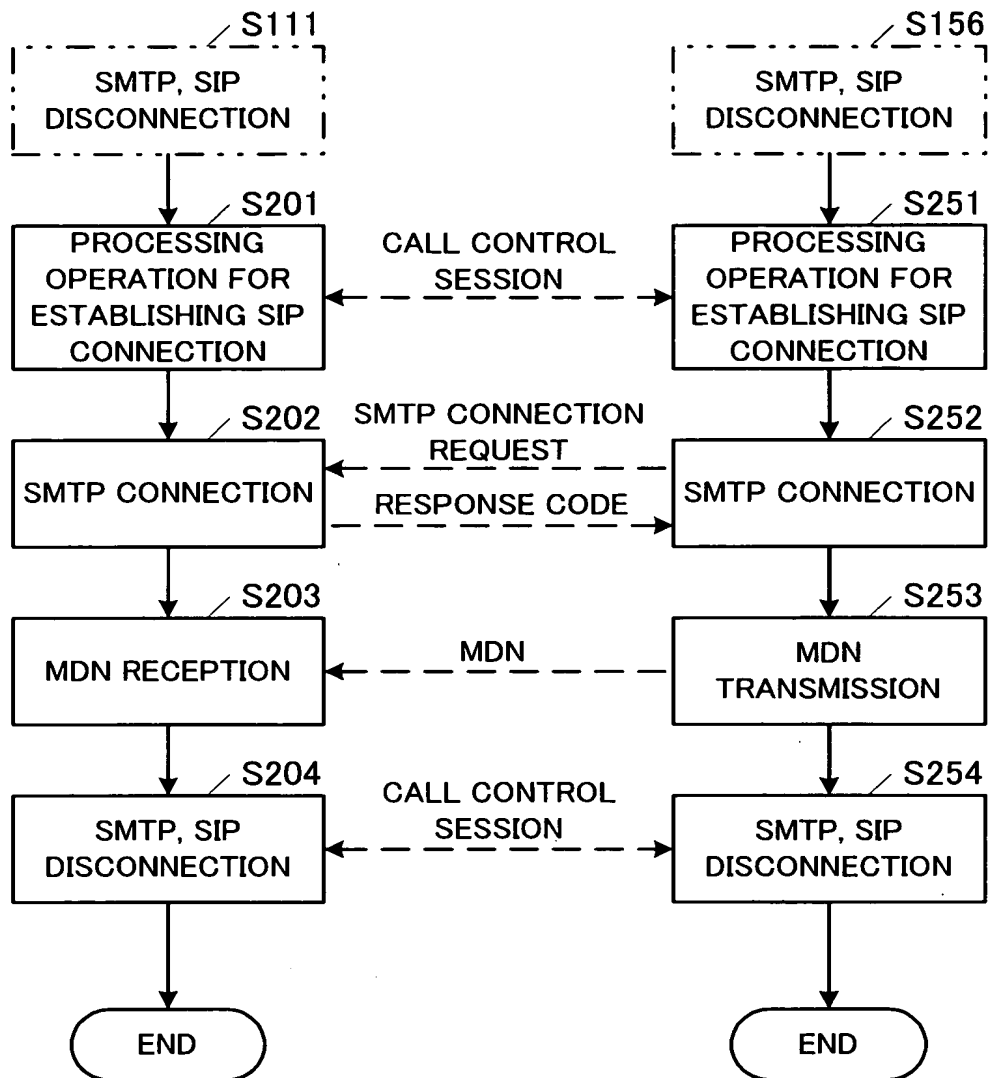 S111
SMTP, SIP
DISCONNECTION
S156
SMTP, SIP
DISCONNECTION
S201
PROCESSING
OPERATION FOR
ESTABLISHING SIP
CONNECTION
CALL CONTROL
SESSION
S251
PROCESSING
OPERATION FOR
ESTABLISHING SIP
CONNECTION
S202
SMTP CONNECTION
SMTP CONNECTION
REQUEST
RESPONSE CODE
S252
SMTP CONNECTION
S203
MDN RECEPTION
MDN
S253
MDN
TRANSMISSION
S204
SMTP, SIP
DISCONNECTION
CALL CONTROL
SESSION
S254
SMTP, SIP
DISCONNECTION
END
END